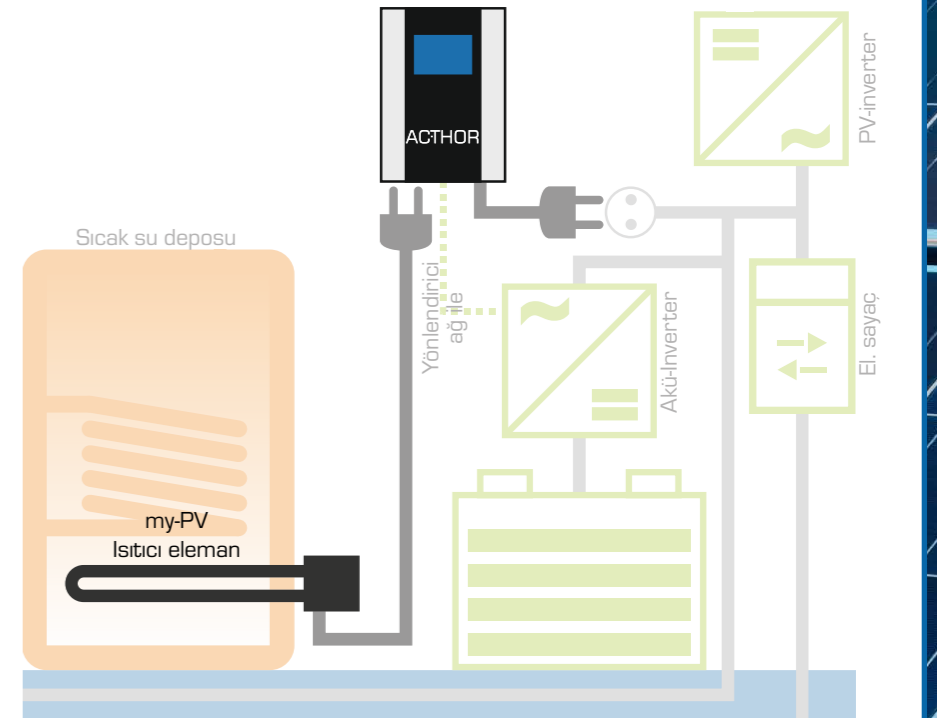 ACTHOR
PV-inverter
Sıcak su deposu
Yönlendirici
ağ ile
Akü-Inverter
El. sayaç
my-PV
Isıtıcı eleman